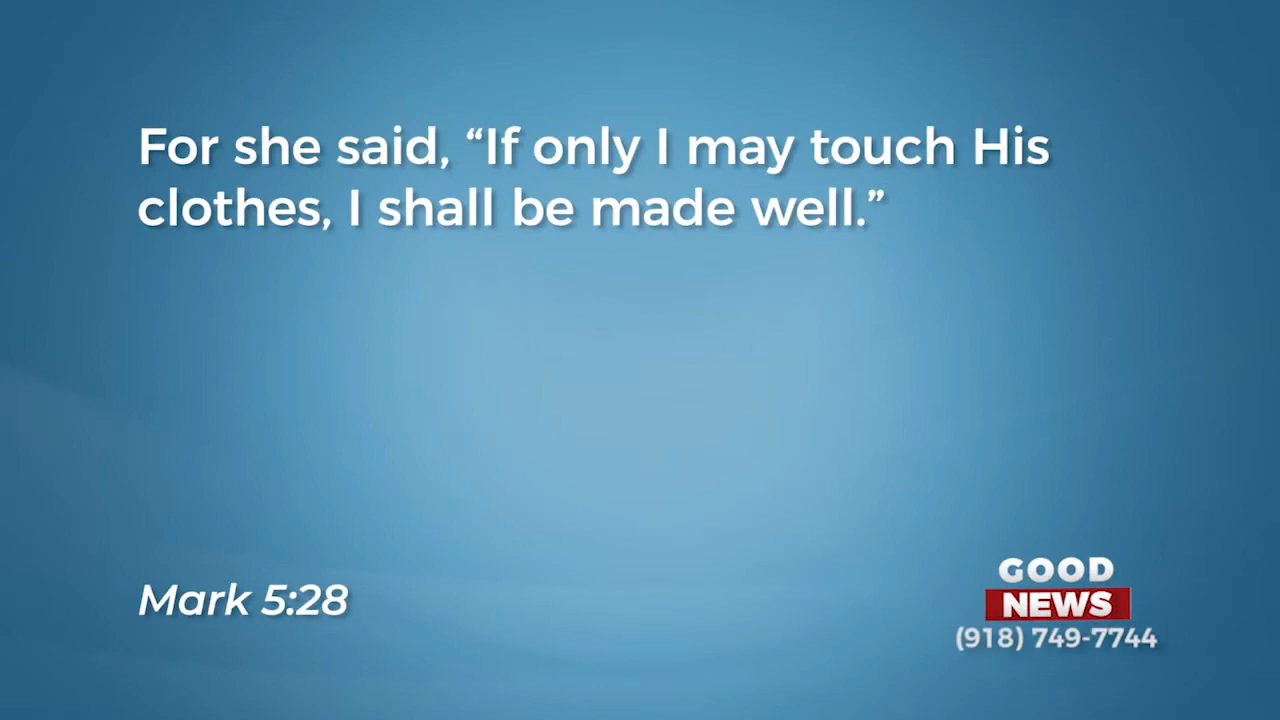 For she said, “If only I may touch His
clothes, I shall be made well.”
Mark 5:28
GOOD
NEWS
(918) 749-7744